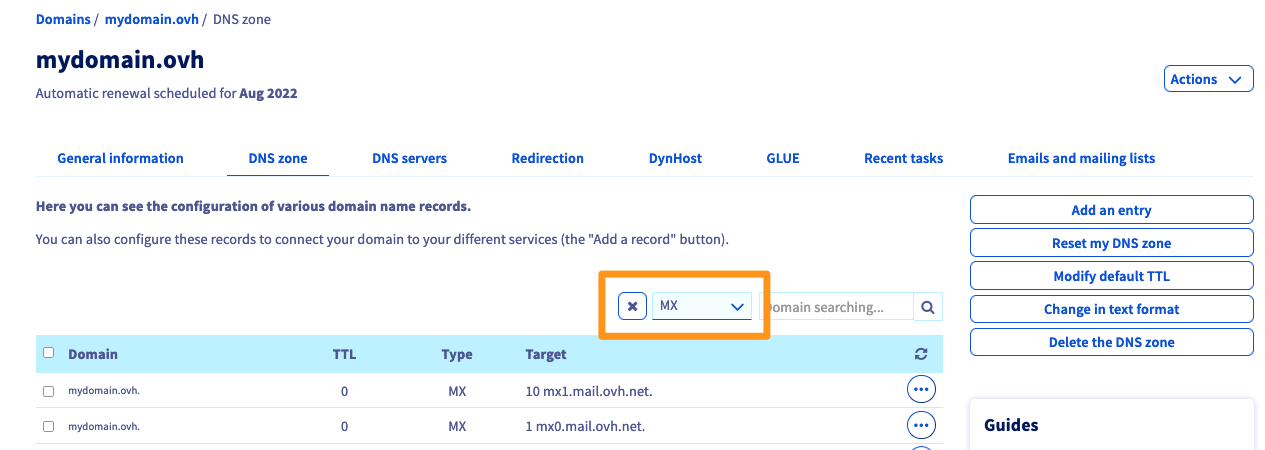 Domains / mydomain.ovh / DNS zone
mydomain.ovh
Automatic renewal scheduled for Aug 2022
Actions
General information DNS zone DNS servers Redirection DynHost GLUE Recent tasks Emails and mailing lists
Here you can see the configuration of various domain name records.
You can also configure these records to connect your domain to your different services (the "Add a record" button).
MX omain searching...
Domain TTL Type Target
mydomain.ovh. 0 MX 10 mx1.mail.ovh.net.
mydomain.ovh. 0 MX 1 mx0.mail.ovh.net.
Add an entry
Reset my DNS zone
Modify default TTL
Change in text format
Delete the DNS zone
Guides